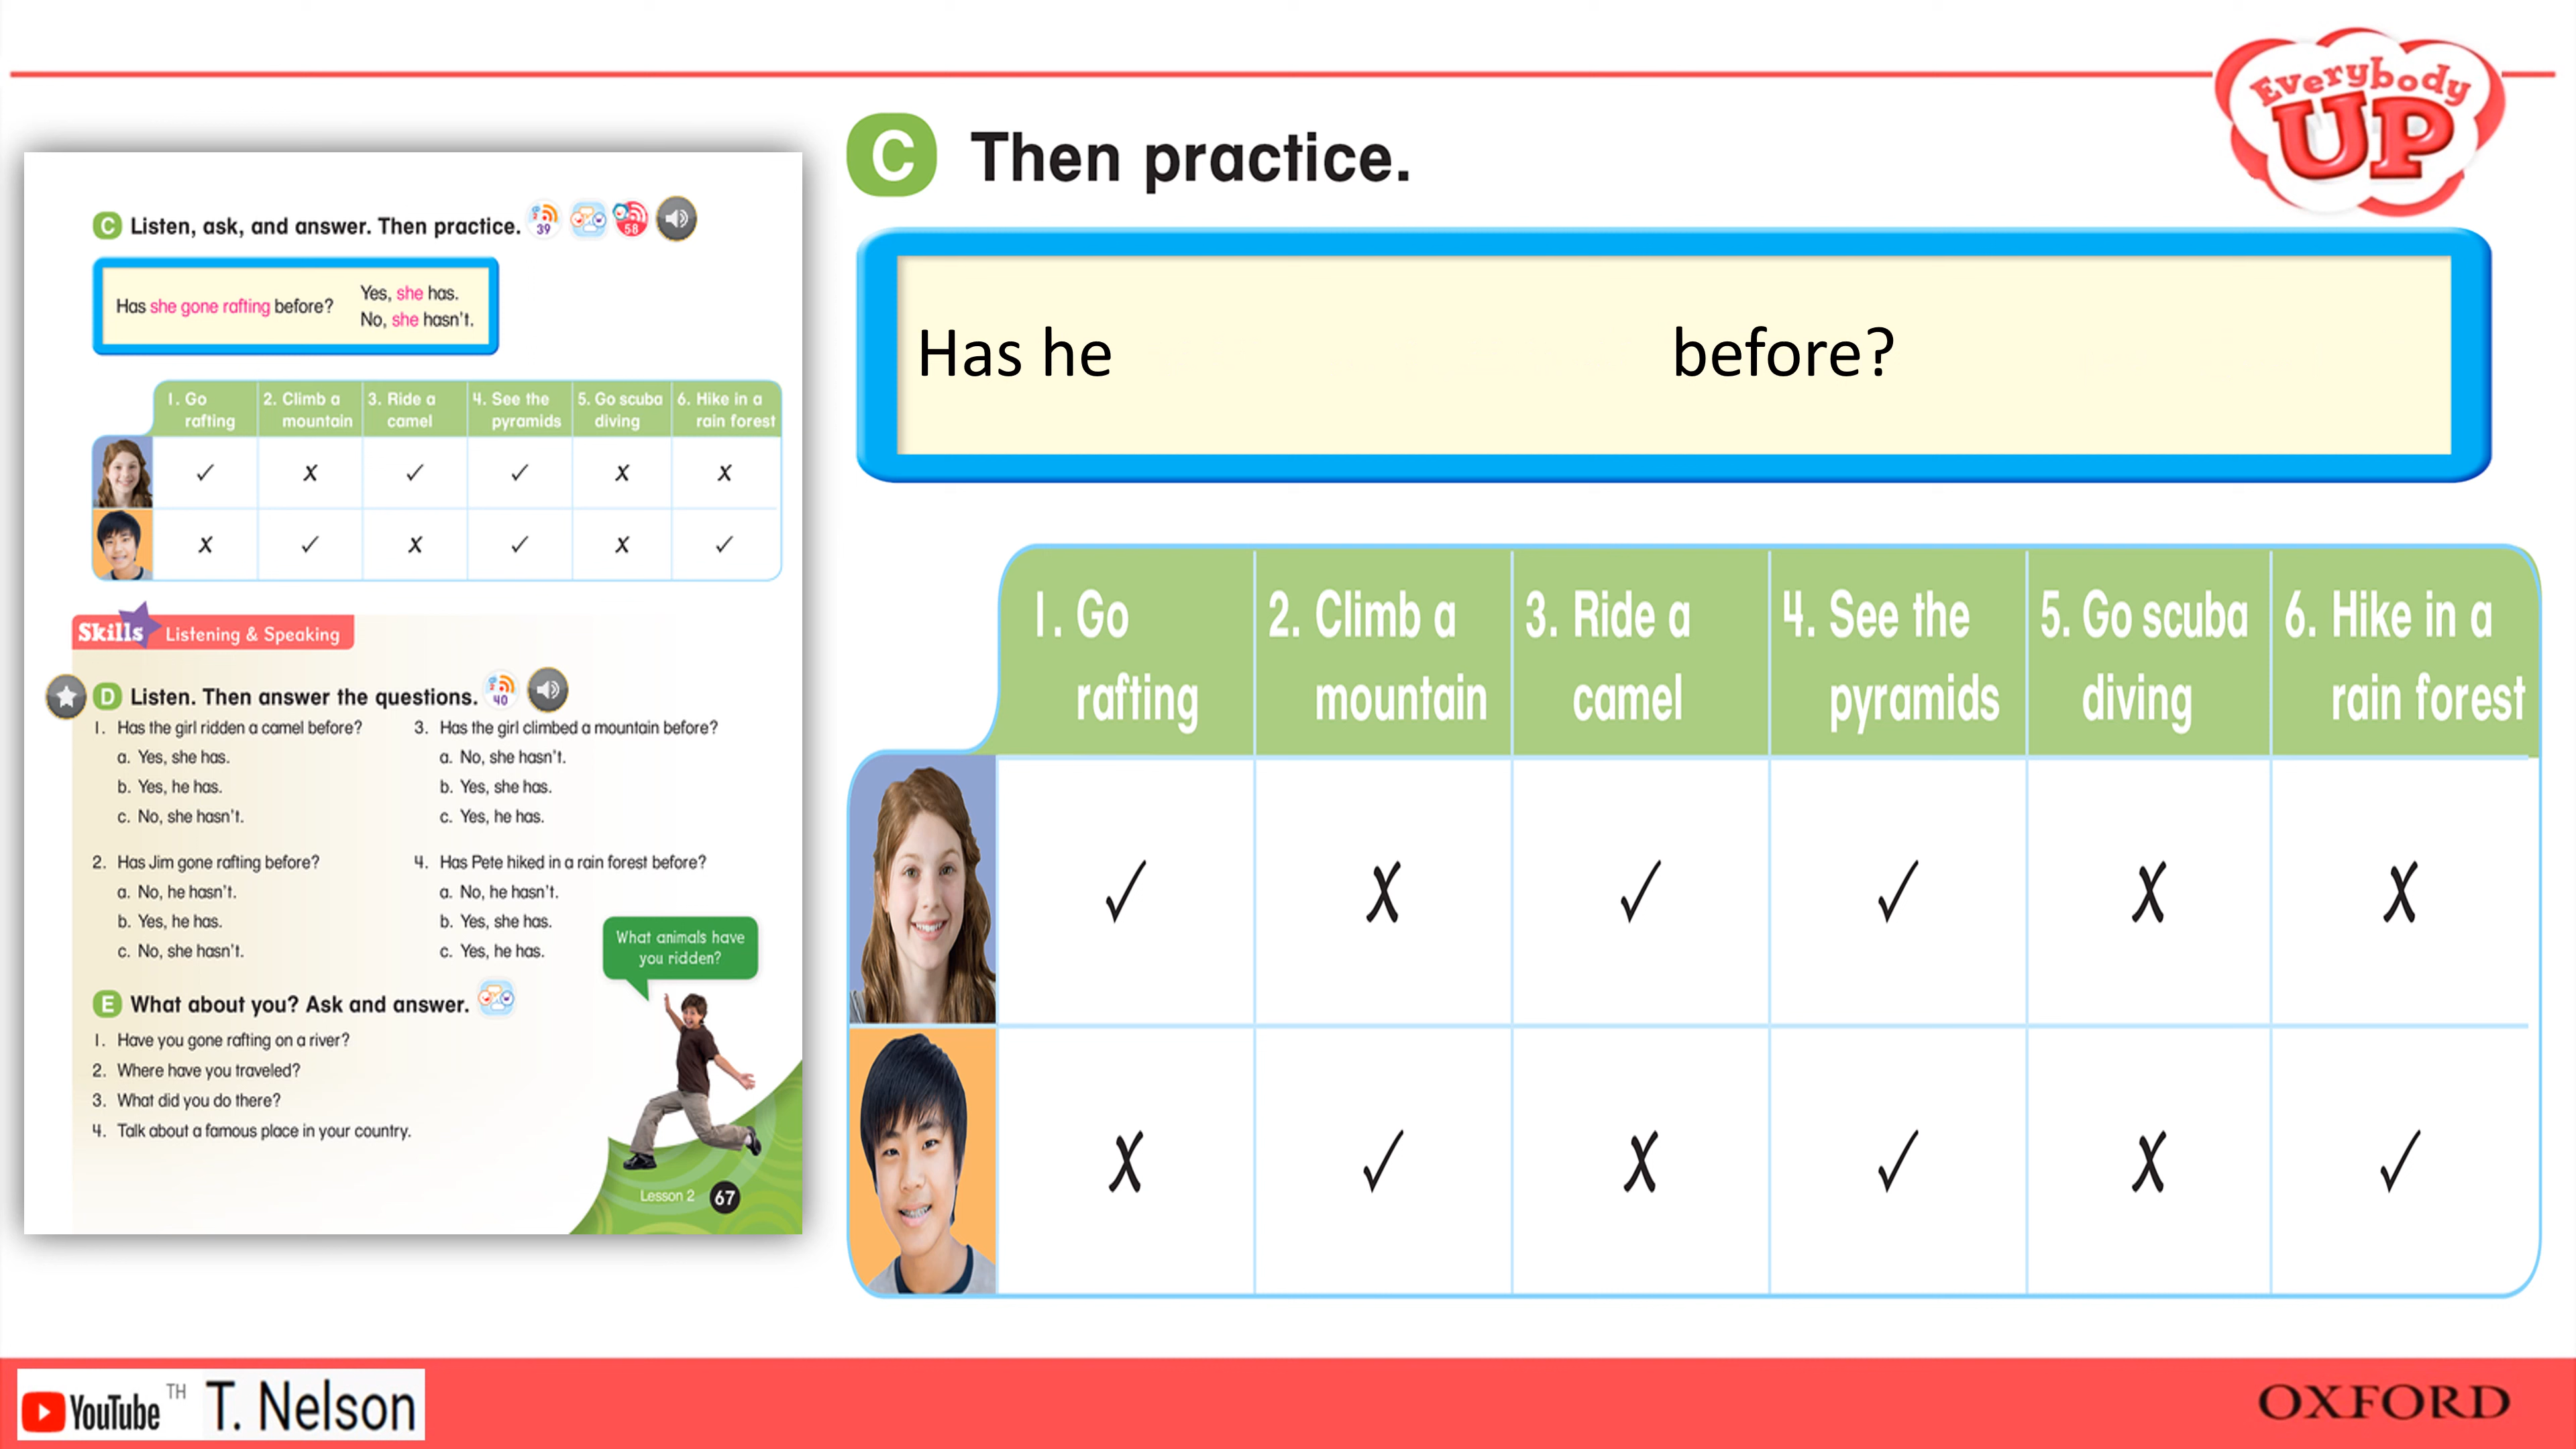 Everybody
UP
C Then practice.
Has he before?
1. Go rafting
2. Climb a mountain
3. Ride a camel
4. See the pyramids
5. Go scuba diving
6. Hike in a rain forest
✓ ✗ ✓ ✓ ✗ ✗
✗ ✓ ✗ ✓ ✗ ✓
C Listen, ask, and answer. Then practice.
39
58
Has she gone rafting before?
Yes, she has.
No, she hasn't.
1. Go rafting
2. Climb a mountain
3. Ride a camel
4. See the pyramids
5. Go scuba diving
6. Hike in a rain forest
✓ ✗ ✓ ✓ ✗ ✗
✗ ✓ ✗ ✓ ✗ ✓
Skills Listening & Speaking
D Listen. Then answer the questions.
40
1. Has the girl ridden a camel before?
a. Yes, she has.
b. Yes, he has.
c. No, she hasn't.
2. Has Jim gone rafting before?
a. No, he hasn't.
b. Yes, he has.
c. No, she hasn't.
3. Has the girl climbed a mountain before?
a. No, she hasn't.
b. Yes, she has.
c. Yes, he has.
4. Has Pete hiked in a rain forest before?
a. No, he hasn't.
b. Yes, she has.
c. Yes, he has.
What animals have
you ridden?
E What about you? Ask and answer.
1. Have you gone rafting on a river?
2. Where have you traveled?
3. What did you do there?
4. Talk about a famous place in your country.
Lesson 2 67
YouTube TH T. Nelson
OXFORD